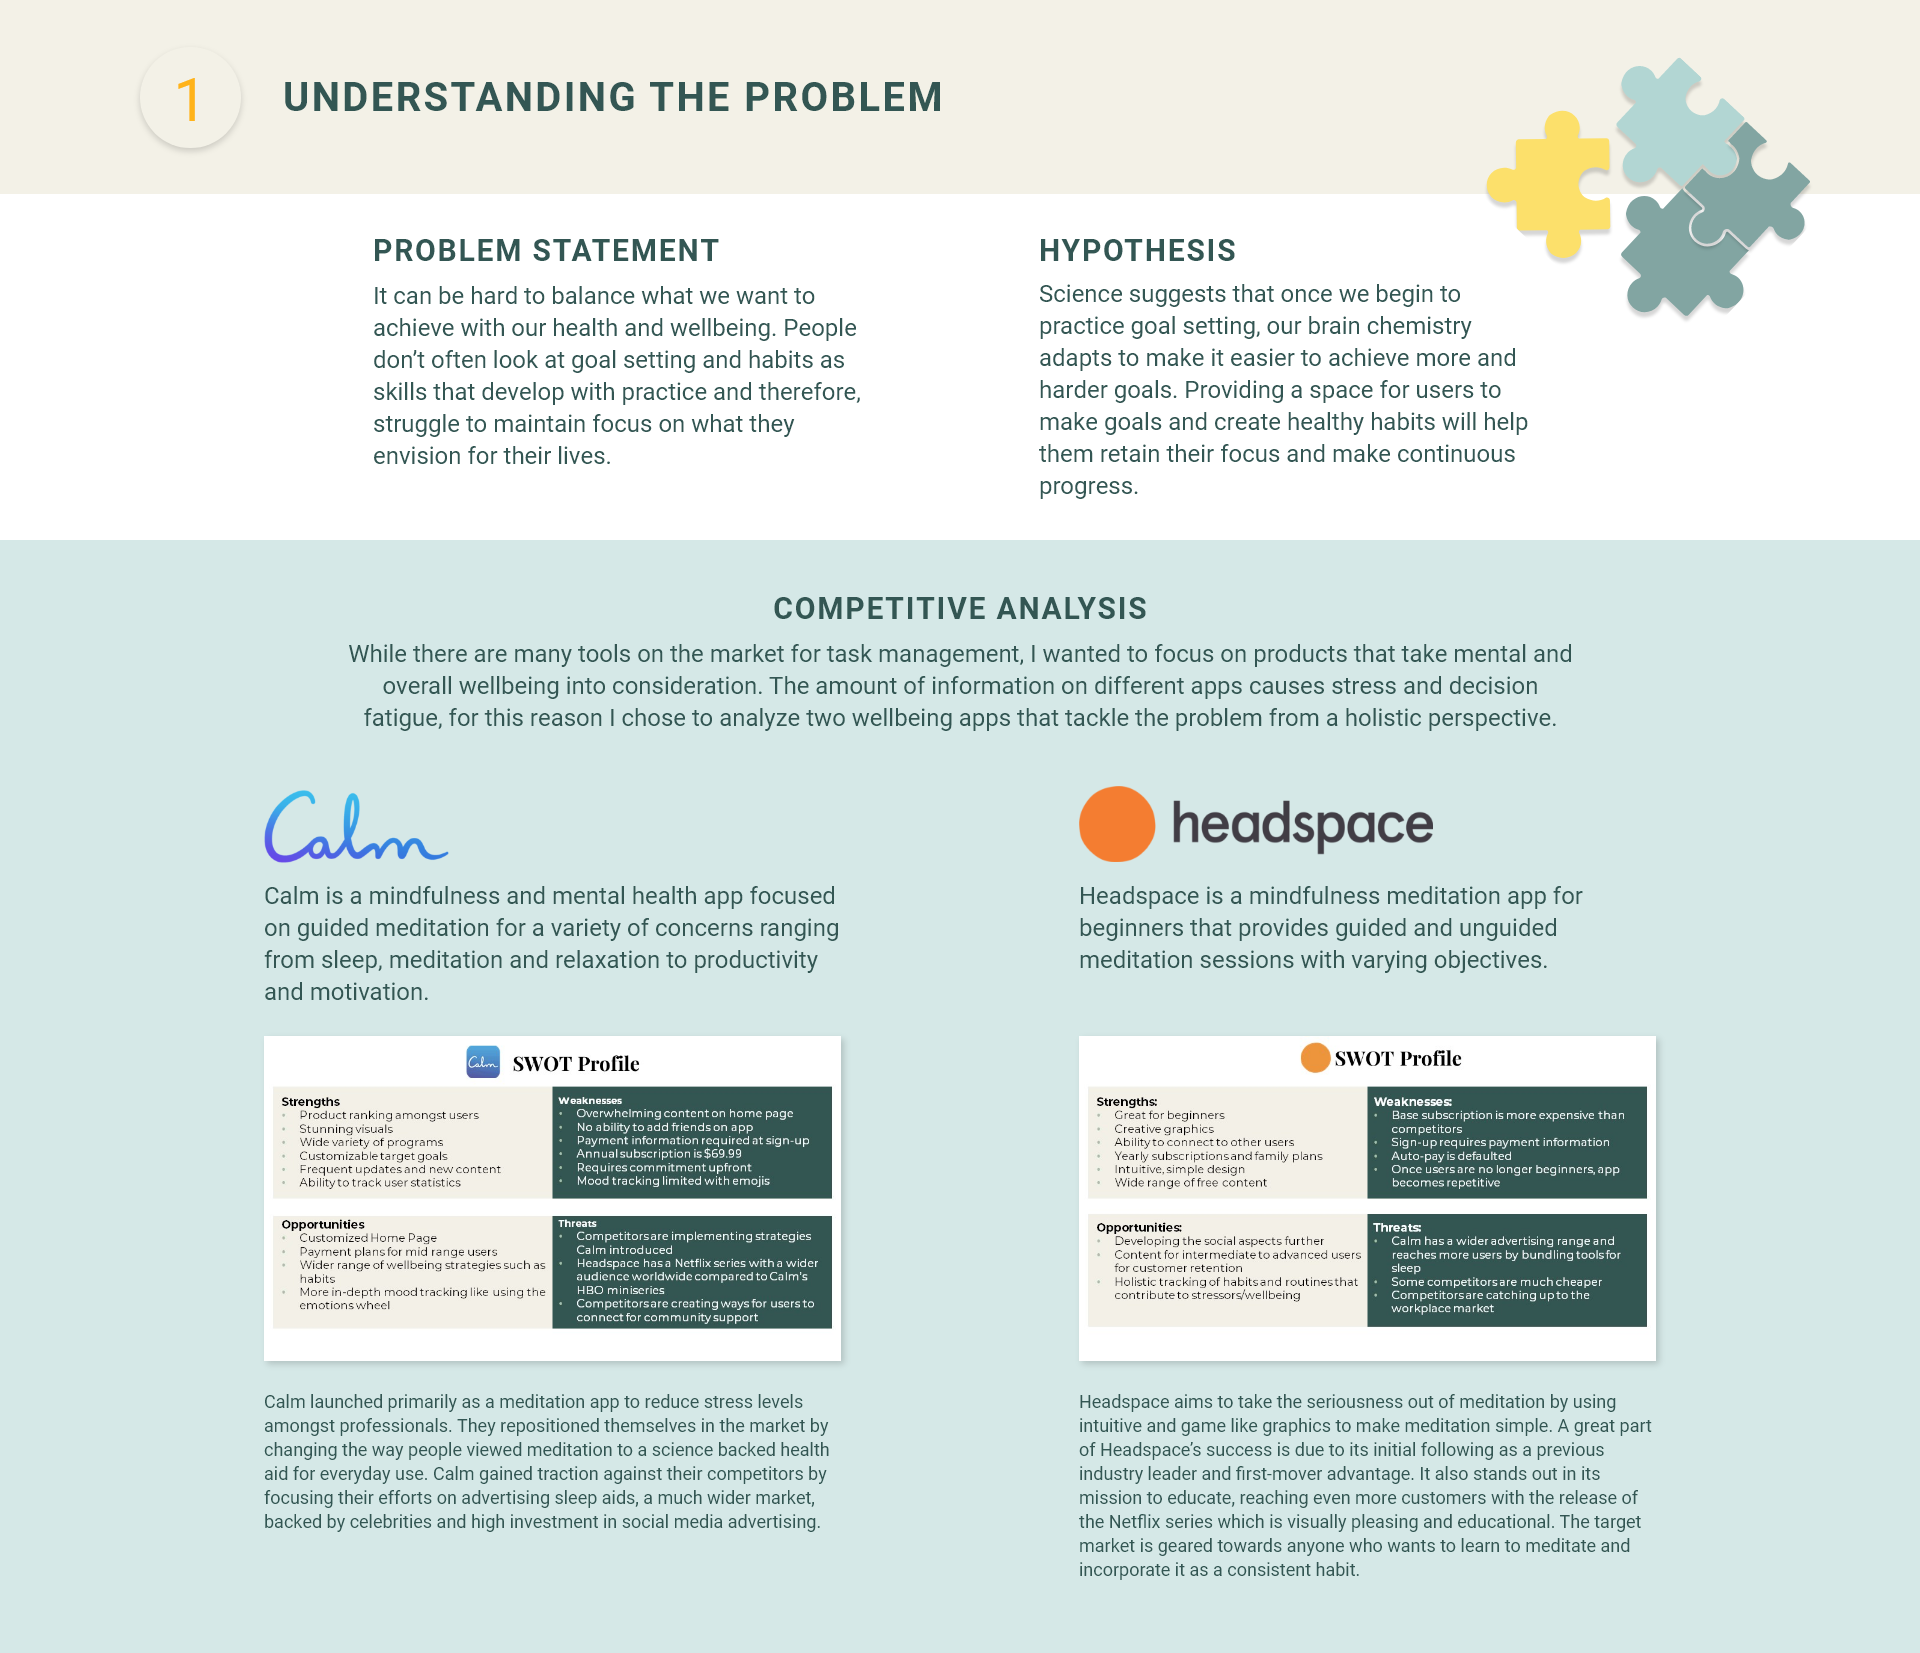 1
UNDERSTANDING THE PROBLEM
PROBLEM STATEMENT
It can be hard to balance what we want to
achieve with our health and wellbeing. People
don’t often look at goal setting and habits as
skills that develop with practice and therefore,
struggle to maintain focus on what they
envision for their lives.
HYPOTHESIS
Science suggests that once we begin to
practice goal setting, our brain chemistry
adapts to make it easier to achieve more and
harder goals. Providing a space for users to
make goals and create healthy habits will help
them retain their focus and make continuous
progress.
COMPETITIVE ANALYSIS
While there are many tools on the market for task management, I wanted to focus on products that take mental and
overall wellbeing into consideration. The amount of information on different apps causes stress and decision
fatigue, for this reason I chose to analyze two wellbeing apps that tackle the problem from a holistic perspective.
Calm
Calm is a mindfulness and mental health app focused
on guided meditation for a variety of concerns ranging
from sleep, meditation and relaxation to productivity
and motivation.
Calm SWOT Profile
Strengths
• Product ranking amongst users
• Stunning visuals
• Wide variety of programs
• Customizable target goals
• Frequent updates and new content
• Ability to track user statistics
Weaknesses
• Overwhelming content on home page
• No ability to add friends on app
• Payment information required at sign-up
• Annual subscription is $69.99
• Requires commitment upfront
• Mood tracking limited with emojis
Opportunities
• Customized Home Page
• Payment plans for mid range users
• Wider range of wellbeing strategies such as
habits
• More in-depth mood tracking like using the
emotions wheel
Threats
• Competitors are implementing strategies
Calm introduced
• Headspace has a Netflix series with a wider
audience worldwide compared to Calm's
HBO miniseries
• Competitors are creating ways for users to
connect for community support
Calm launched primarily as a meditation app to reduce stress levels
amongst professionals. They repositioned themselves in the market by
changing the way people viewed meditation to a science backed health
aid for everyday use. Calm gained traction against their competitors by
focusing their efforts on advertising sleep aids, a much wider market,
backed by celebrities and high investment in social media advertising.
headspace
Headspace is a mindfulness meditation app for
beginners that provides guided and unguided
meditation sessions with varying objectives.
SWOT Profile
Strengths:
• Great for beginners
• Creative graphics
• Ability to connect to other users
• Yearly subscriptions and family plans
• Intuitive, simple design
• Wide range of free content
Weaknesses:
• Base subscription is more expensive than
competitors
• Sign-up requires payment information
• Auto-pay is defaulted
• Once users are no longer beginners, app
becomes repetitive
Opportunities:
• Developing the social aspects further
• Content for intermediate to advanced users
for customer retention
• Holistic tracking of habits and routines that
contribute to stressors/wellbeing
Threats:
• Calm has a wider advertising range and
reaches more users by bundling tools for
sleep
• Some competitors are much cheaper
• Competitors are catching up to the
workplace market
Headspace aims to take the seriousness out of meditation by using
intuitive and game like graphics to make meditation simple. A great part
of Headspace’s success is due to its initial following as a previous
industry leader and first-mover advantage. It also stands out in its
mission to educate, reaching even more customers with the release of
the Netflix series which is visually pleasing and educational. The target
market is geared towards anyone who wants to learn to meditate and
incorporate it as a consistent habit.